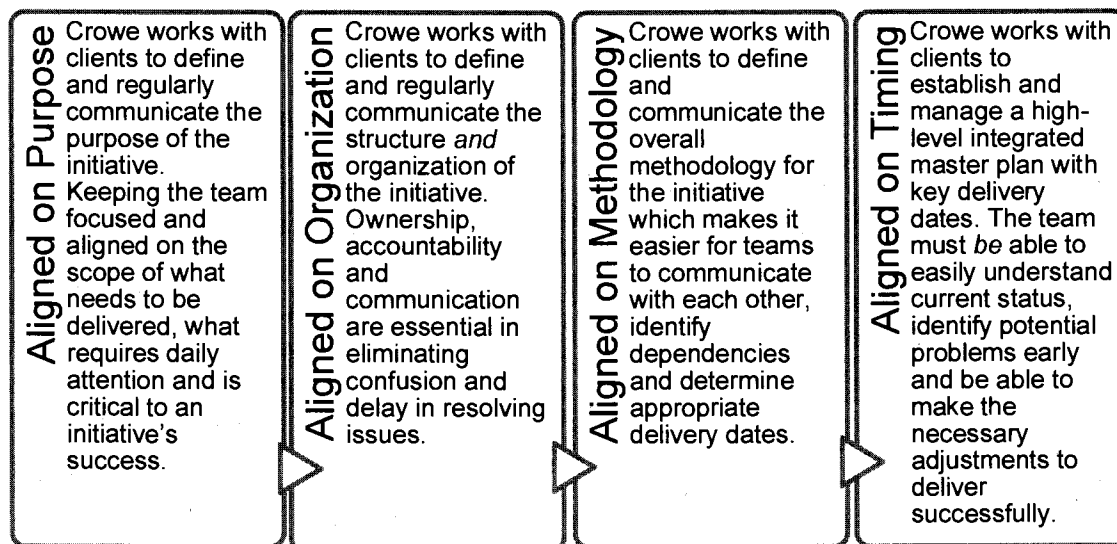 Aligned on Purpose
Crowe works with
clients to define
and regularly
communicate the
purpose of the
initiative.
Keeping the team
focused and
aligned on the
scope of what
needs to be
delivered, what
requires daily
attention and is
critical to an
initiative's
success.
Aligned on Organization
Crowe works with
clients to define
and regularly
communicate the
structure and
organization of
the initiative.
Ownership,
accountability
and
communication
are essential in
eliminating
confusion and
delay in resolving
issues.
Aligned on Methodology
Crowe works with
clients to define
and
communicate the
overall
methodology for
the initiative
which makes it
easier for teams
to communicate
with each other,
identify
dependencies
and determine
appropriate
delivery dates.
Aligned on Timing
Crowe works with
clients to
establish and
manage a high-
level integrated
master plan with
key delivery
dates. The team
must be able to
easily understand
current status,
identify potential
problems early
and be able to
make the
necessary
adjustments to
deliver
successfully.